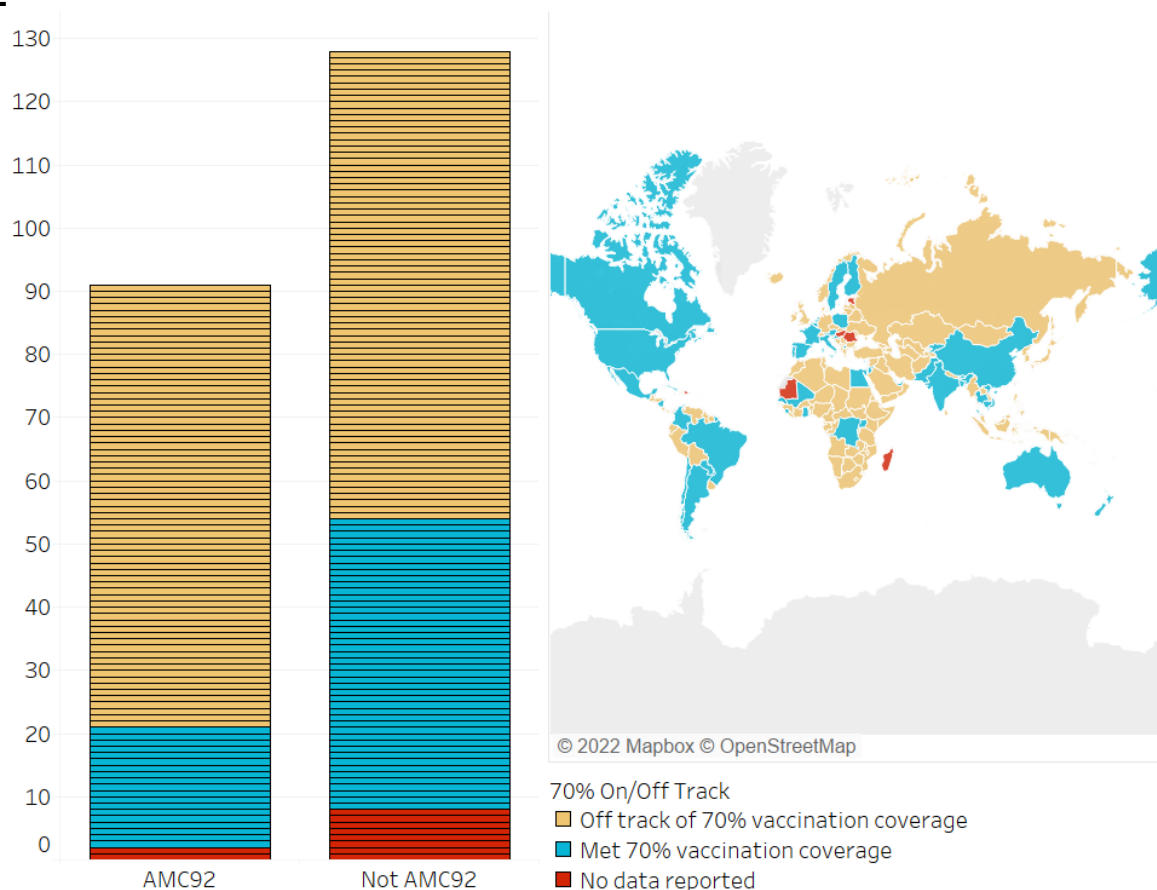 130
120
110
100
90
80
70
60
50
40
30
20
10
0
AMC92 Not AMC92
© 2022 Mapbox © OpenStreetMap
70% On/Off Track
Off track of 70% vaccination coverage
Met 70% vaccination coverage
No data reported